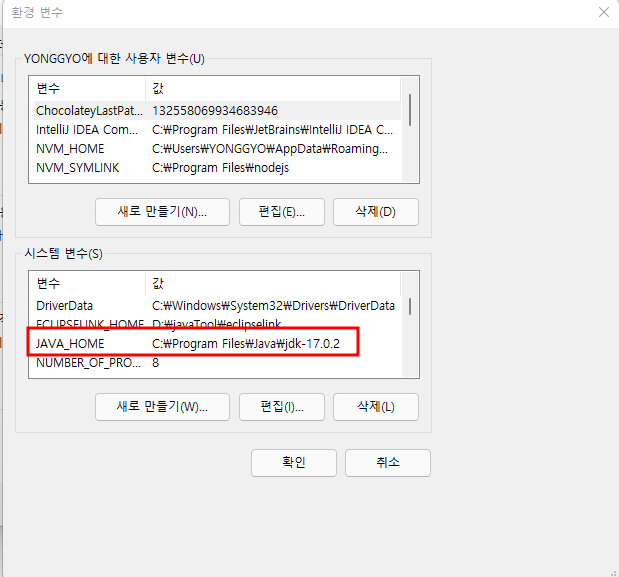 환경 변수
YONGGYO에 대한 사용자 변수(U)
변수 값
ChocolateyLastPat... 132558069934683946
IntelliJ IDEA Com... C:₩Program Files₩JetBrains₩IntelliJ IDEA C...
NVM_HOME C:₩Users₩YONGGYO₩AppData₩Roaming...
NVM_SYMLINK C:₩Program Files₩nodejs
새로 만들기(N)... 편집(E)... 삭제(D)
시스템 변수(S)
변수 값
DriverData C:₩Windows₩System32₩Drivers₩DriverData
ECLIPSELINK_HOME D:₩javaTool₩eclipselink
JAVA_HOME C:₩Program Files₩Java₩jdk-17.0.2
NUMBER_OF_PRO... 8
새로 만들기(W)... 편집(I)... 삭제(L)
확인 취소